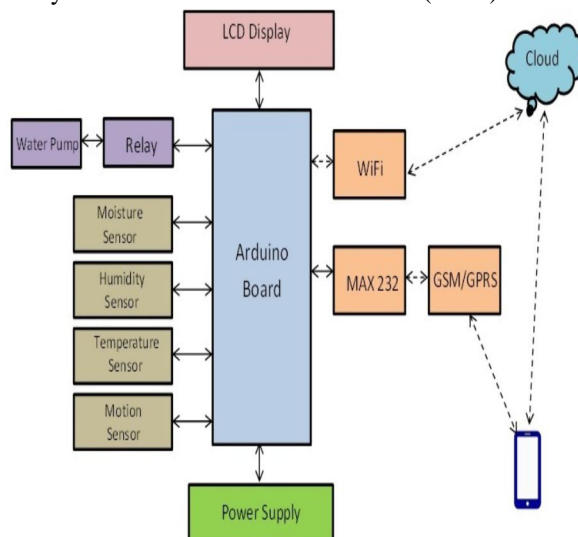 LCD Display
Cloud
Water Pump
Relay
WiFi
Moisture
Sensor
Arduino
Board
Humidity
Sensor
MAX 232
GSM/GPRS
Temperature
Sensor
Motion
Sensor
Power Supply